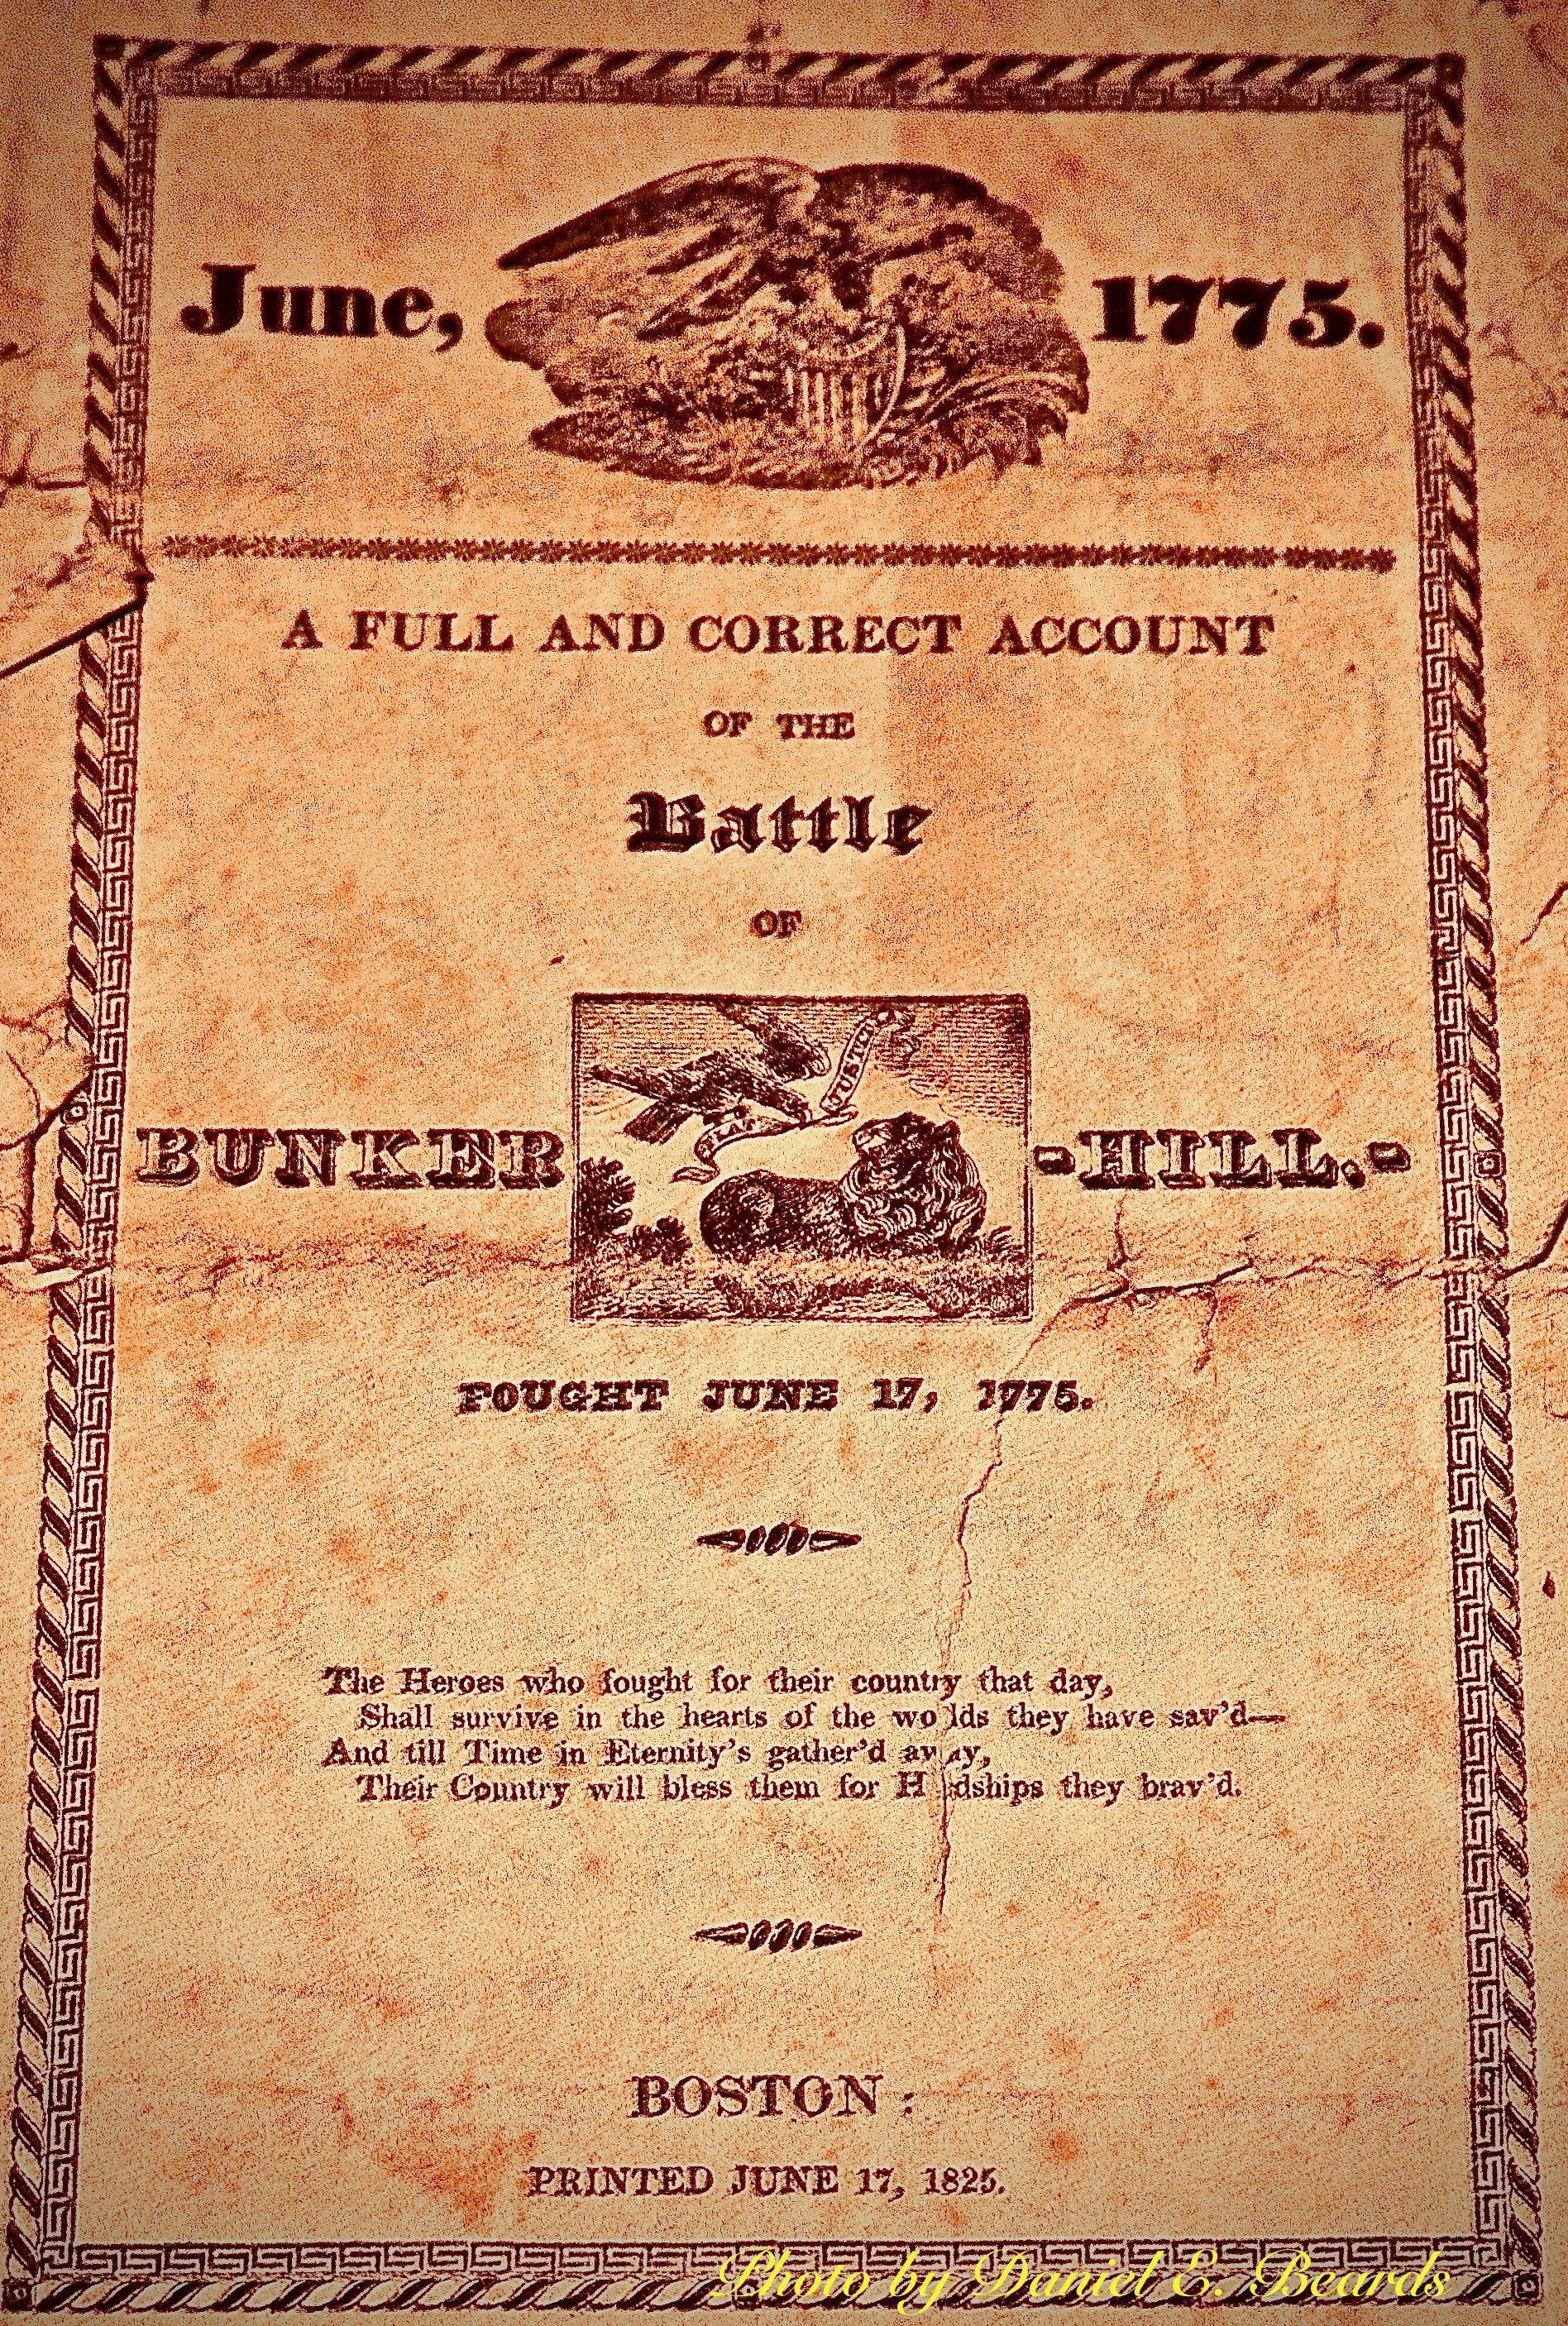 June, 1775.
A FULL AND CORRECT ACCOUNT
OF THE
Battle
OF
FIAT JUSTCIA
BUNKER -HILL.-
FOUGHT JUNE 17, 1775.
The Heroes who fought for their country that day,
Shall survive in the hearts of the wo lds they have sav'd—
And till Time in Eternity's gather'd away,
Their Country will bless them for H dships they brav'd.
BOSTON :
PRINTED JUNE 17, 1825.
Photo by Daniel E. Beards